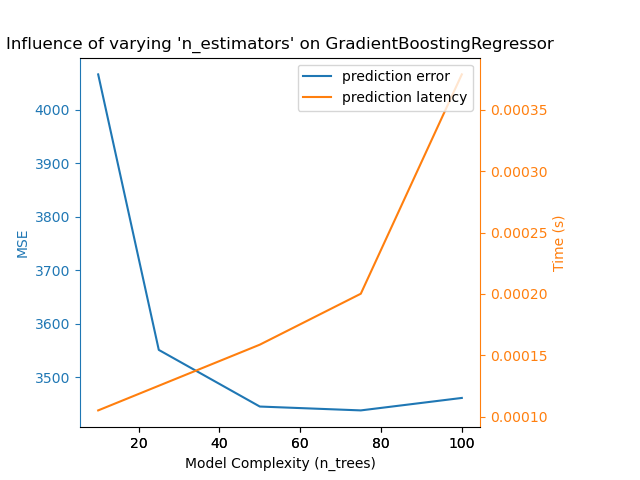 Influence of varying 'n_estimators' on GradientBoostingRegressor
prediction error
prediction latency
4000
3900
3800
3700
3600
3500
MSE
0.00035
0.00030
0.00025
0.00020
0.00015
0.00010
Time (s)
20 40 60 80 100
Model Complexity (n_trees)